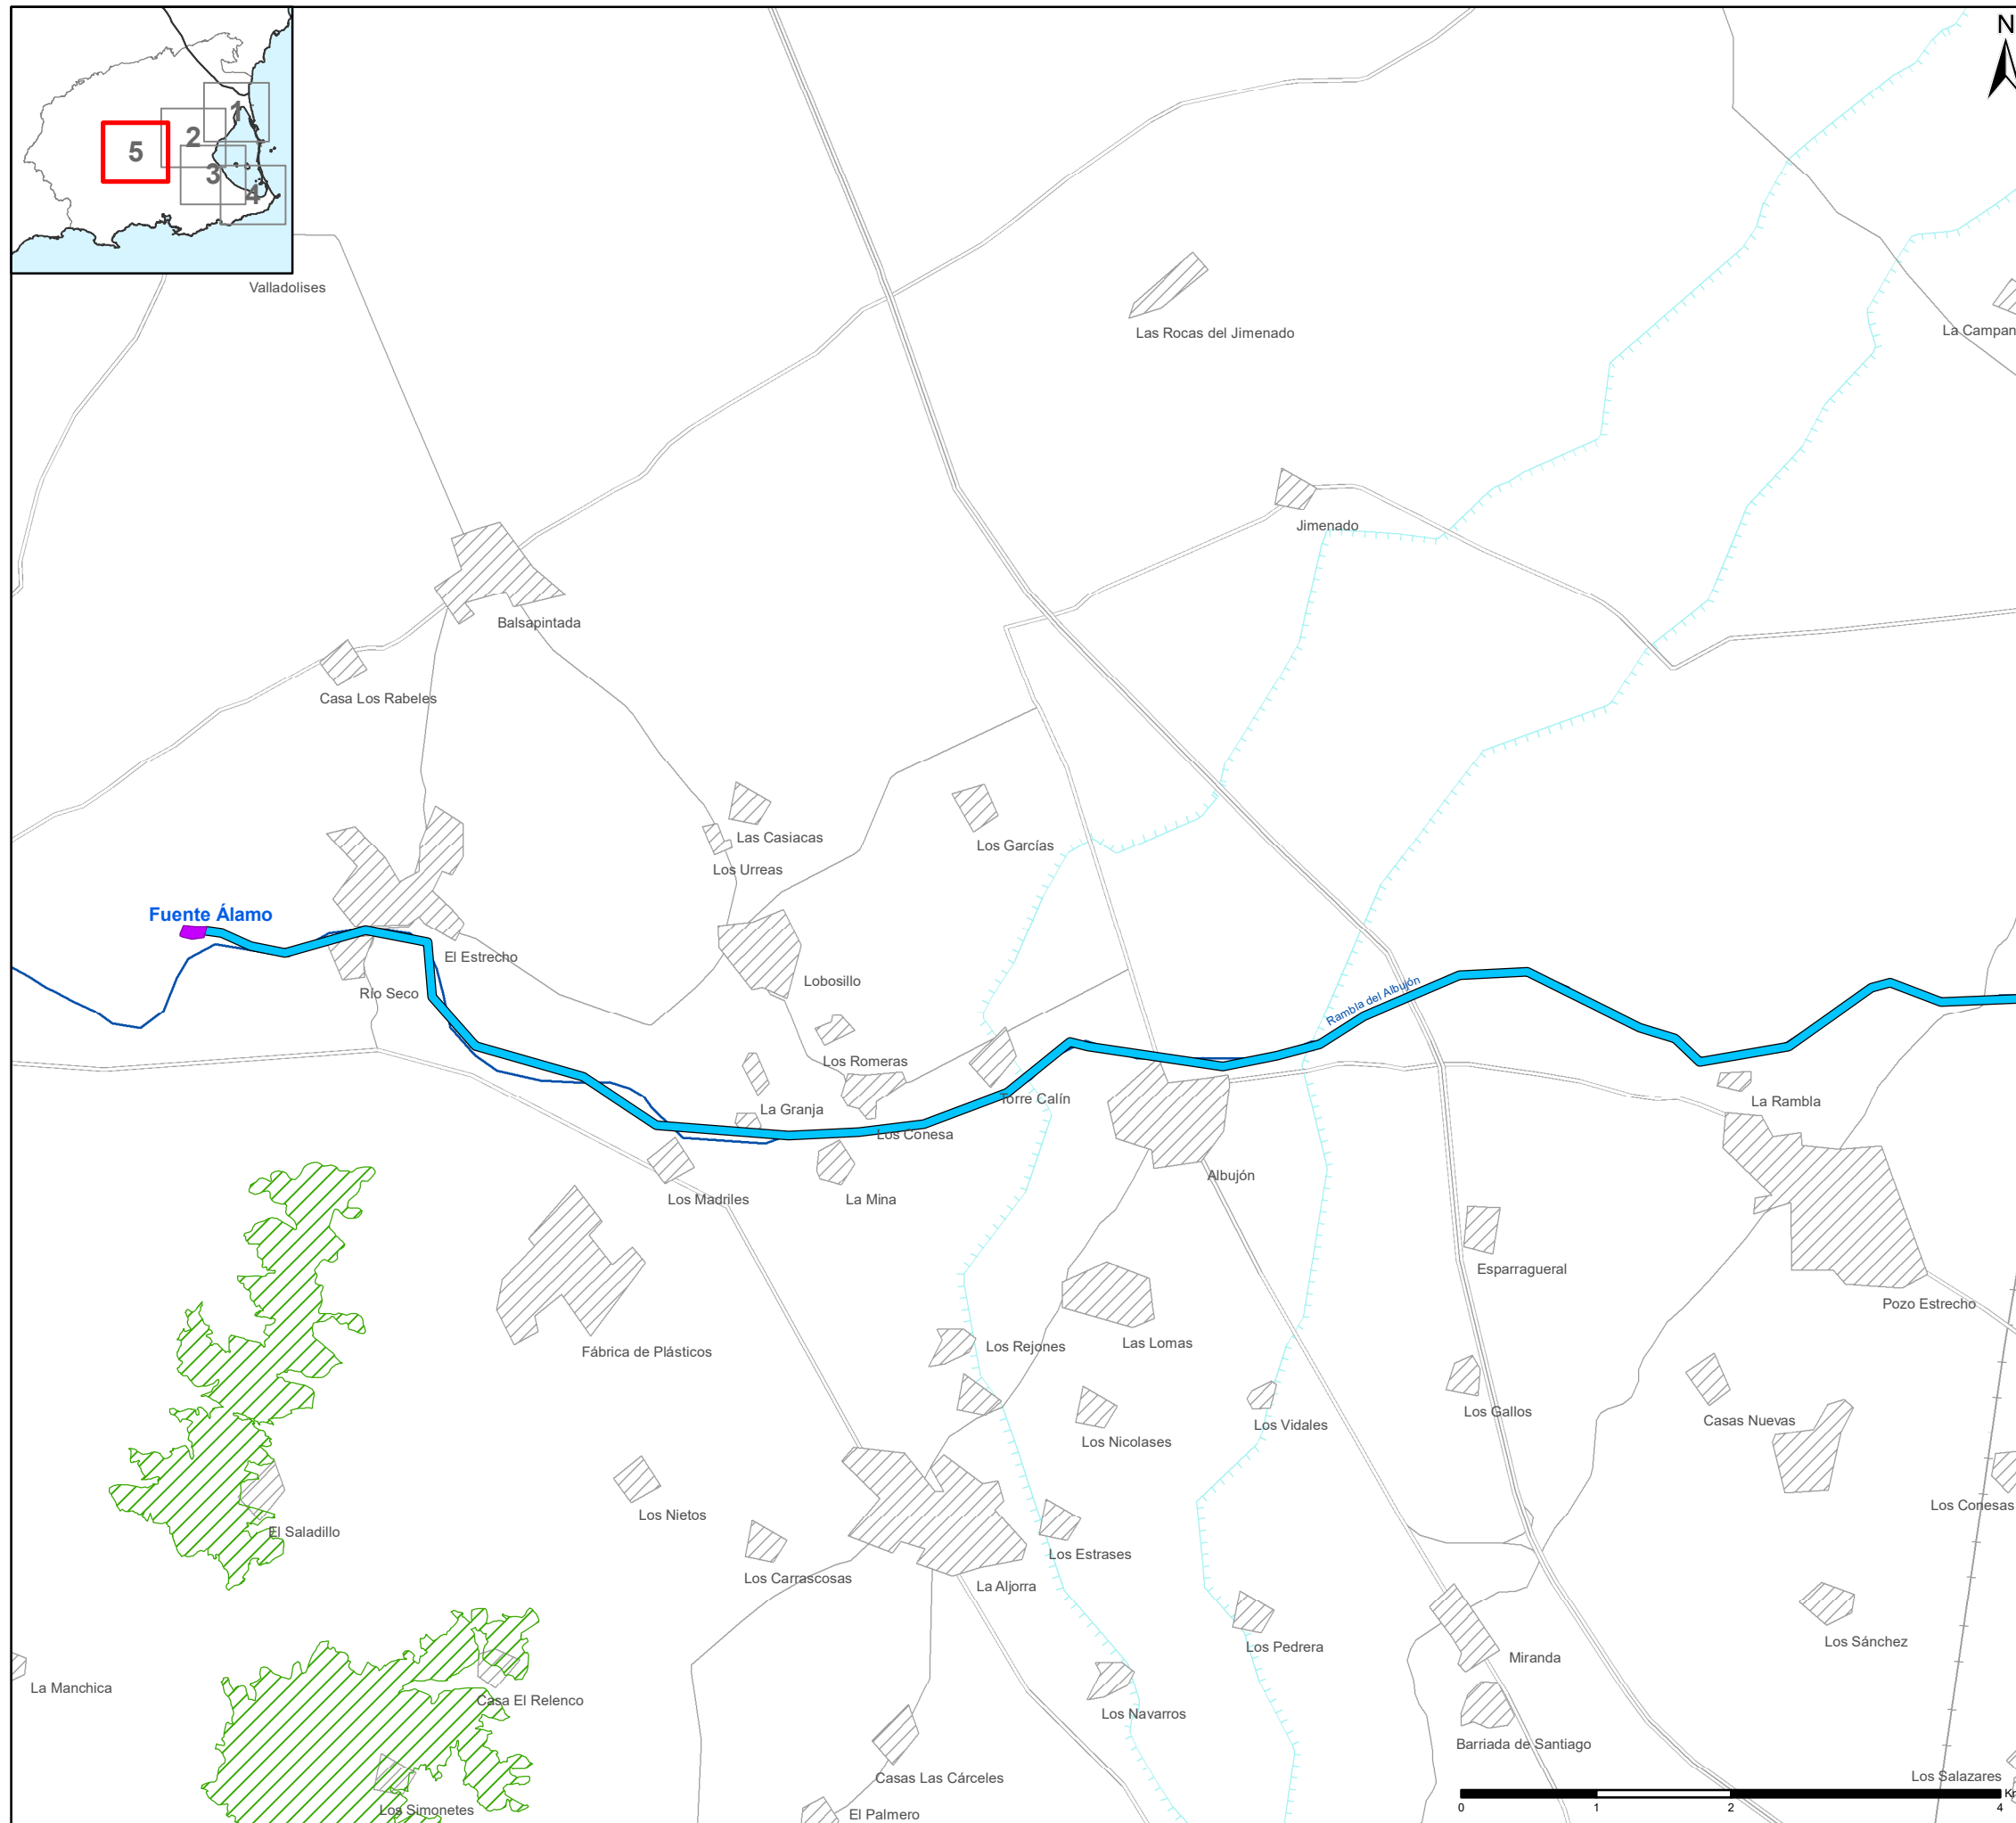 N
1
2
5
3
4
Valladolises
Las Rocas del Jimenado
La Campan
Jimenado
Balsapintada
Casa Los Rabeles
Las Casiacas
Los Garcías
Los Urreas
Fuente Álamo
El Estrecho
Lobosillo
Río Seco
Rambla del Albujón
Los Romeras
Torre Calín
La Rambla
La Granja
Los Conesa
Albujón
Los Madriles
La Mina
Esparragueral
Pozo Estrecho
Las Lomas
Los Rejones
Fábrica de Plásticos
Los Gallos
Casas Nuevas
Los Vidales
Los Nicolases
Los Conesas
Los Nietos
El Saladillo
Los Estrases
Los Carrascosas
La Aljorra
Los Sánchez
Los Pedrera
Miranda
La Manchica
Casa El Relenco
Los Navarros
Barriada de Santiago
Casas Las Cárceles
Los Salazares
Los Simonetes
El Palmero
0 1 2 4